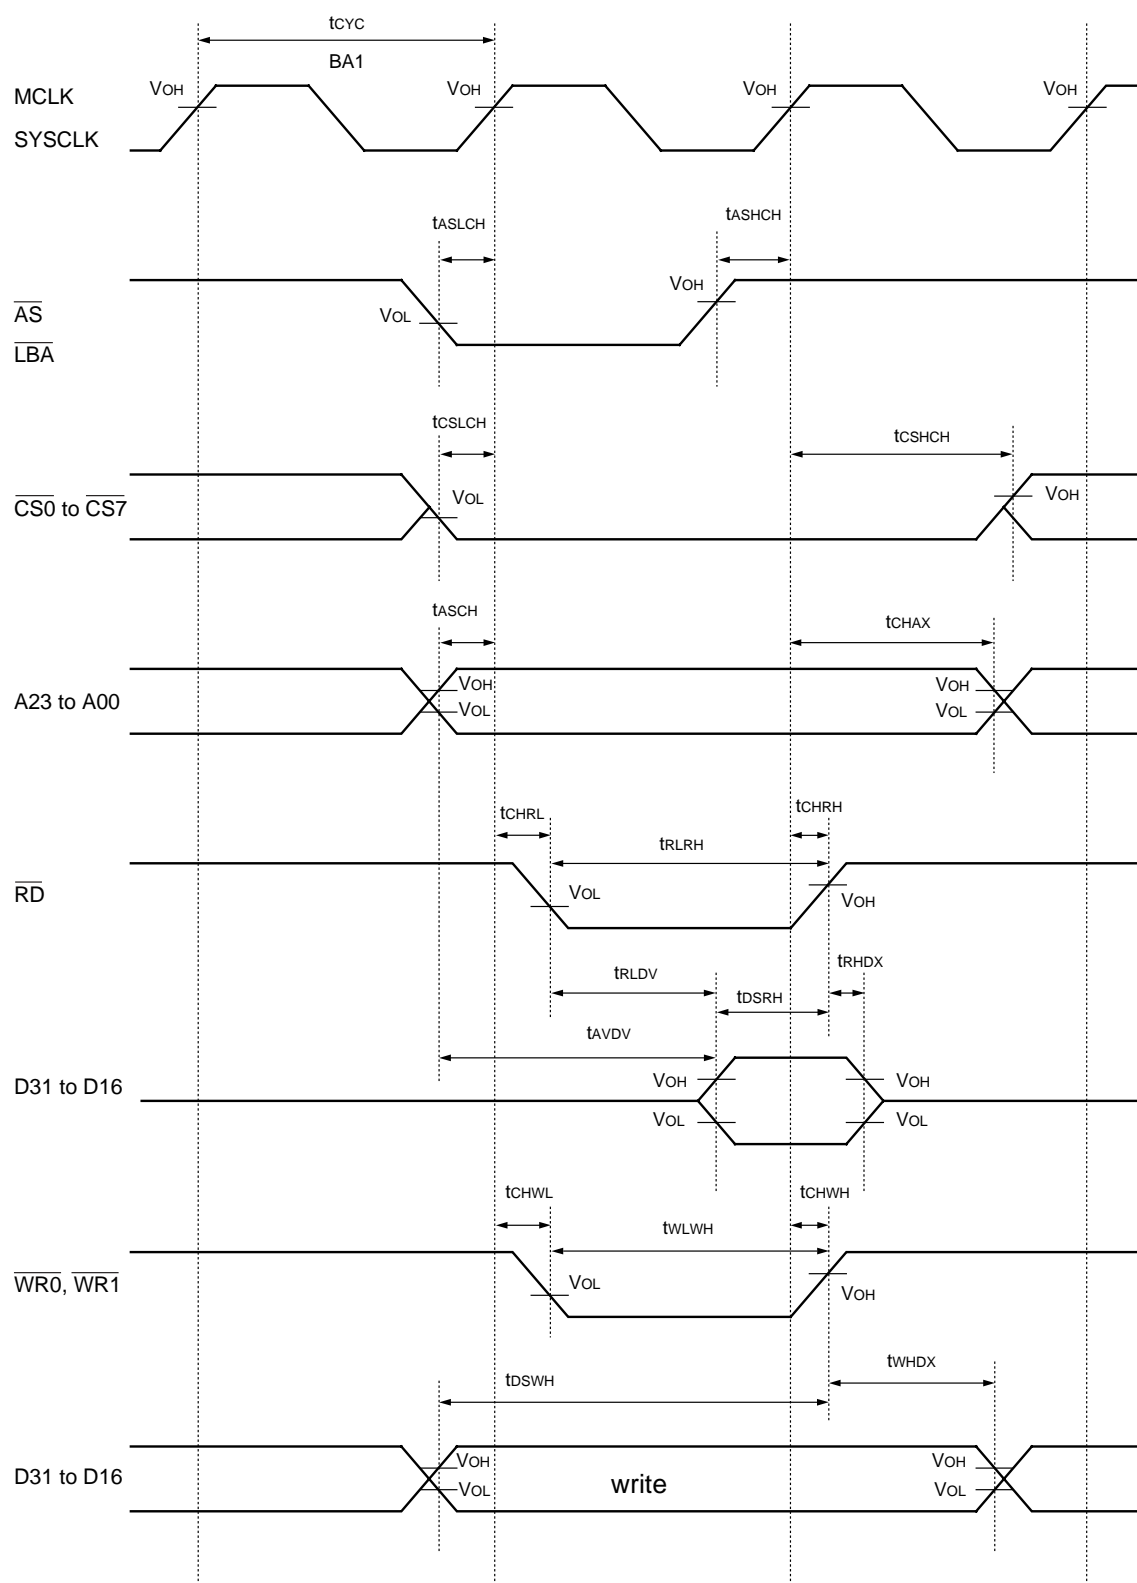 tCYC
BA1
MCLK
SYSCLK
VOH
VOH
VOH
VOH
tASLCH
tASHCH
AS
LBA
VOL
VOH
tCSLCH
tCSHCH
CS0 to CS7
VOL
VOH
tASCH
tCHAX
A23 to A00
VOH
VOL
VOH
VOL
tCHRL
tCHRH
tRLRH
RD
VOL
VOH
tRLDV
tRHDX
tDSRH
tAVDV
D31 to D16
VOH
VOH
VOL
VOL
tCHWL
tCHWH
tWLWH
WR0, WR1
VOL
VOH
tWHDX
tDSWH
D31 to D16
VOH
VOL
write
VOH
VOL